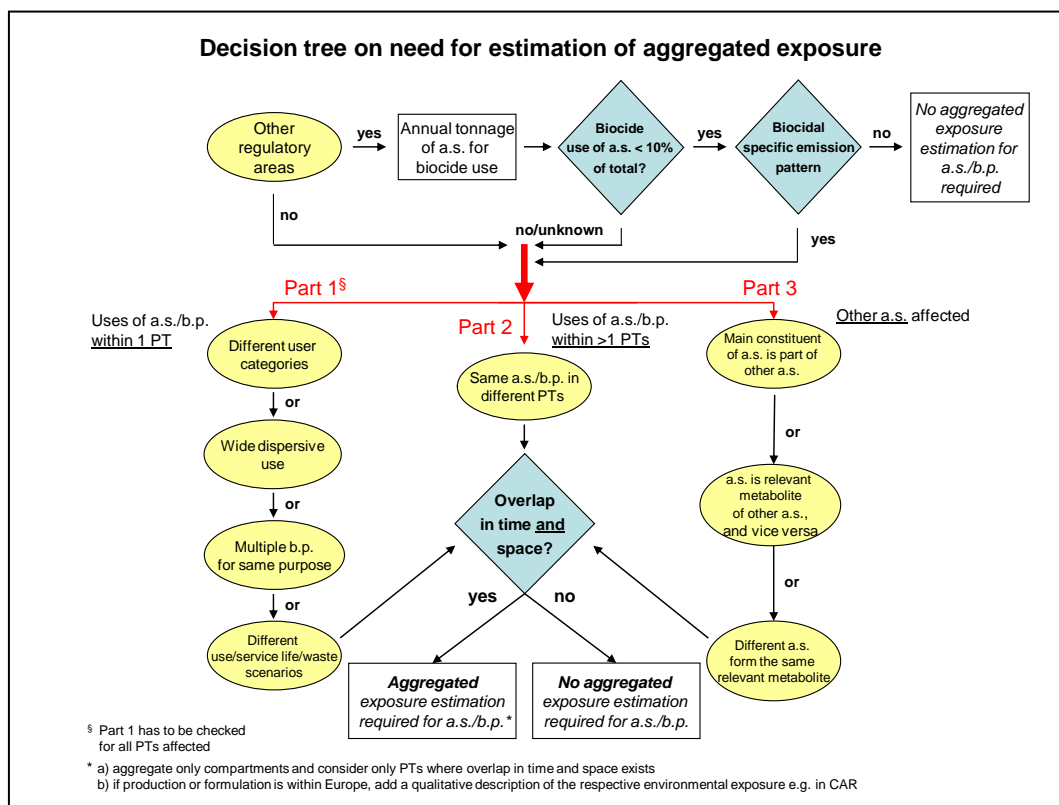 Decision tree on need for estimation of aggregated exposure
Other
regulatory
areas
yes
Annual tonnage
of a.s. for
biocide use
Biocide
use of a.s. < 10%
of total?
yes
Biocidal
specific emission
pattern
no
No aggregated
exposure
estimation for
a.s./b.p.
required
no
no/unknown
yes
Part 1§
Part 2
Part 3
Uses of a.s./b.p.
within 1 PT
Uses of a.s./b.p.
within >1 PTs
Other a.s. affected
Different user
categories
or
Wide dispersive
use
or
Multiple b.p.
for same purpose
or
Different
use/service life/waste
scenarios
Same a.s./b.p. in
different PTs
Overlap
in time and
space?
yes
no
Aggregated
exposure estimation
required for a.s./b.p.*
No aggregated
exposure estimation
required for a.s./b.p.
Main constituent
of a.s. is part of
other a.s.
or
a.s. is relevant
metabolite
of other a.s.,
and vice versa
or
Different a.s.
form the same
relevant metabolite
§ Part 1 has to be checked
for all PTs affected
* a) aggregate only compartments and consider only PTs where overlap in time and space exists
b) if production or formulation is within Europe, add a qualitative description of the respective environmental exposure e.g. in CAR